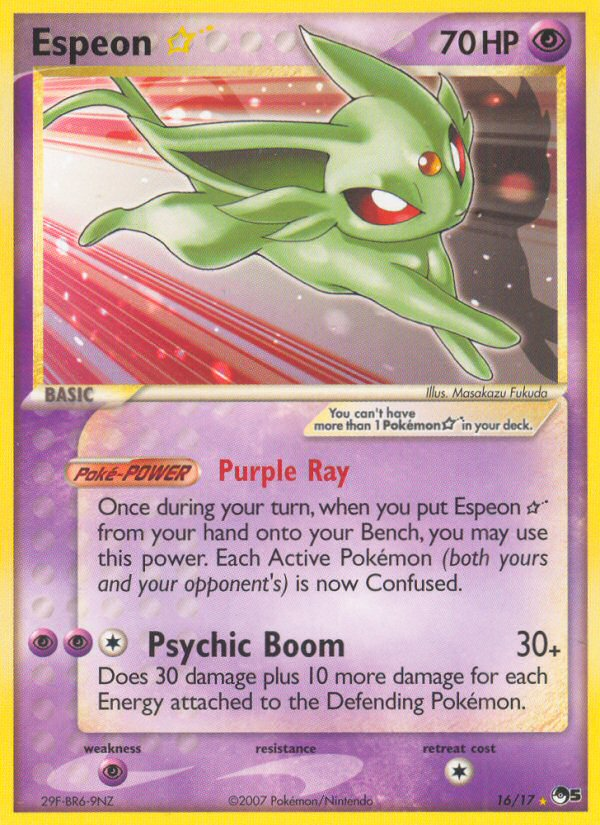 Espeon ☆ 70 HP
BASIC
Illus. Masakazu Fukuda
You can't have
more than 1 Pokémon☆ in your deck.
Poké-POWER Purple Ray
Once during your turn, when you put Espeon ☆
from your hand onto your Bench, you may use
this power. Each Active Pokémon (both yours
and your opponent's) is now Confused.
Psychic Boom 30+
Does 30 damage plus 10 more damage for each
Energy attached to the Defending Pokémon.
weakness resistance retreat cost
29F-BR6-9NZ ©2007 Pokémon/Nintendo 16/17 ★ 5